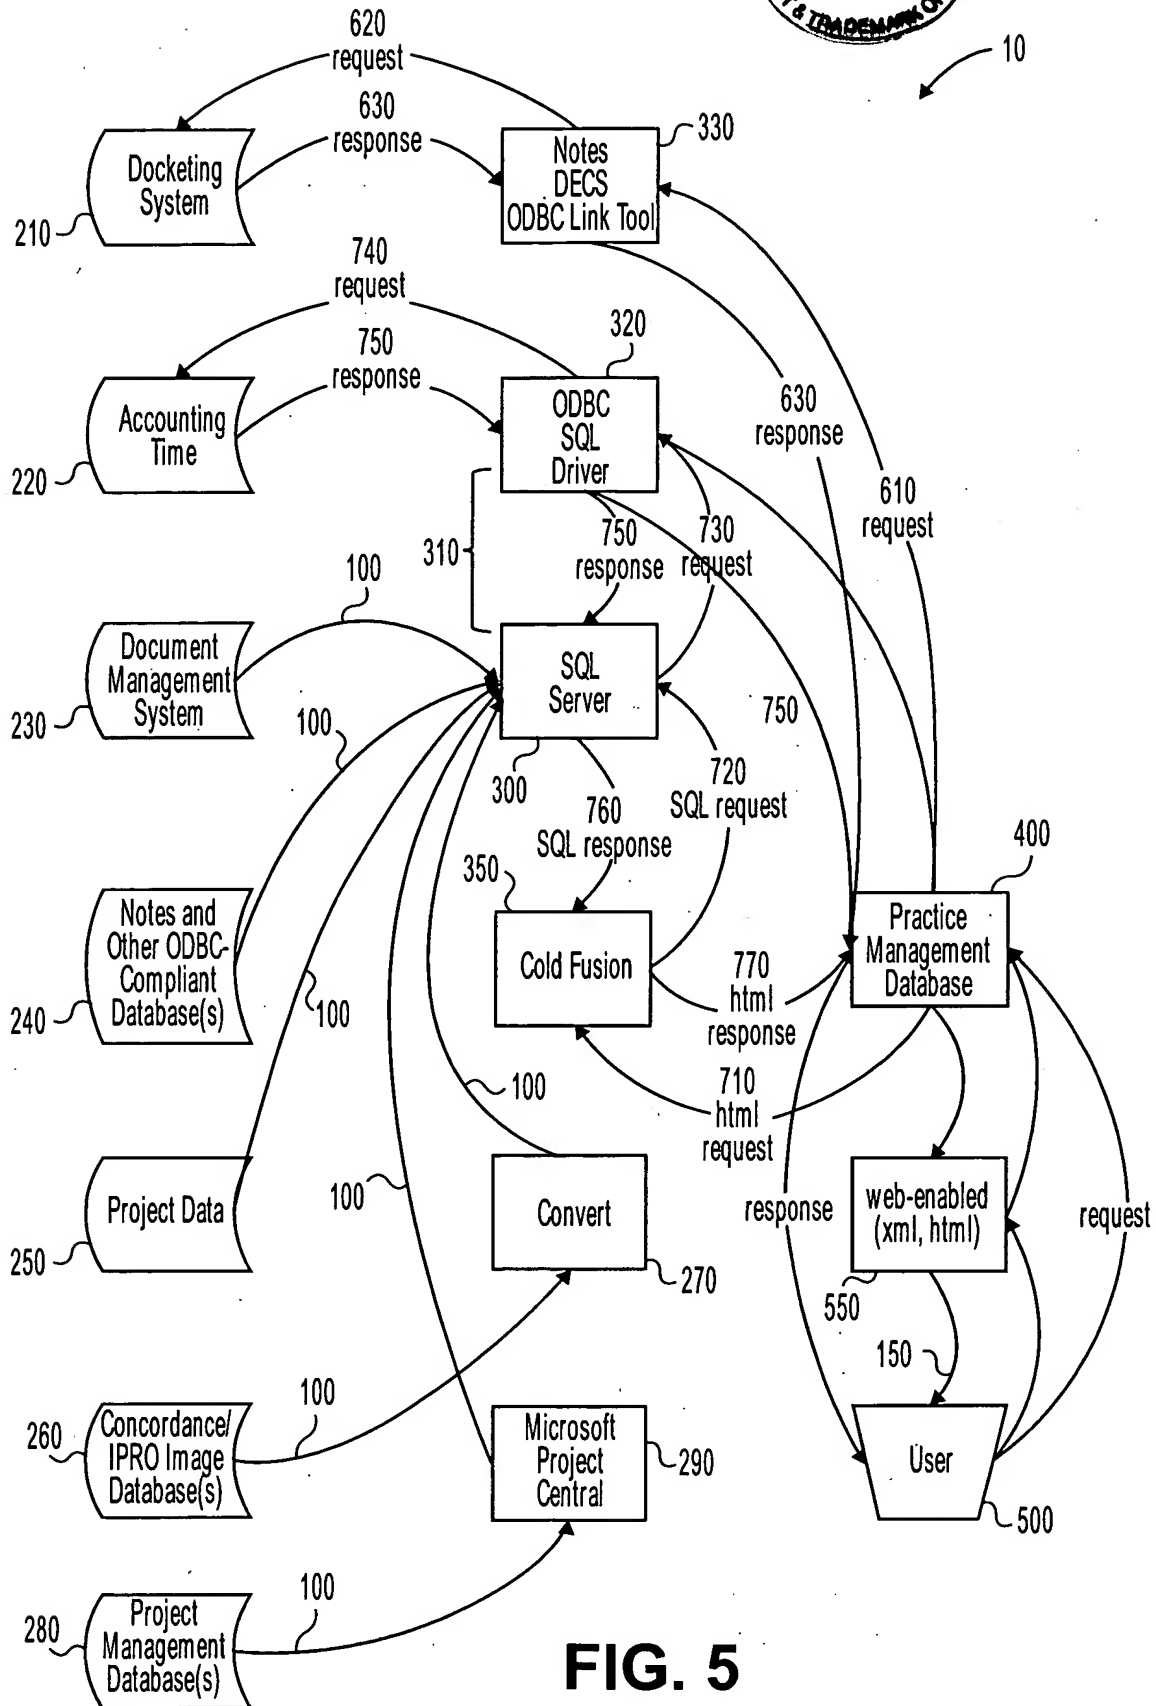 & TRADEMARK O
10
620
request
630
response
330
Notes
DECS
ODBC Link Tool
Docketing
System
210
740
request
750
response
320
ODBC
SQL
Driver
Accounting
Time
220
630
response
610
request
310
750
response
730
request
100
Document
Management
System
230
SQL
Server
300
750
100
720
SQL request
760
SQL response
350
400
Notes and
Other ODBC-
Compliant
Database(s)
240
Cold Fusion
Practice
Management
Database
770
html
response
100
710
html
request
100
100
Project Data
250
Convert
270
response
web-enabled
(xml, html)
550
request
150
260
Concordance/
IPRO Image
Database(s)
100
Microsoft
Project
Central
290
User
500
280
Project
Management
Database(s)
100
FIG. 5